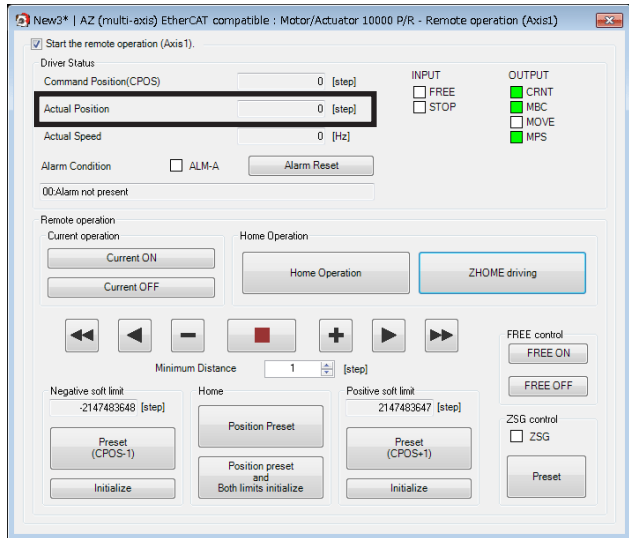 New3* | AZ (multi-axis) EtherCAT compatible : Motor/Actuator 10000 P/R - Remote operation (Axis1)
Start the remote operation (Axis1).
Driver Status
Command Position(CPOS) 0 [step]
INPUT
FREE
STOP
OUTPUT
CRNT
MBC
MOVE
MPS
Actual Position 0 [step]
Actual Speed 0 [Hz]
Alarm Condition ALM-A Alarm Reset
00:Alarm not present
Remote operation
Current operation
Current ON
Current OFF
Home Operation
Home Operation
ZHOME driving
Minimum Distance 1 [step]
FREE control
FREE ON
FREE OFF
Negative soft limit
-2147483648 [step]
Preset
(CPOS-1)
Initialize
Home
Position Preset
Position preset
and
Both limits initialize
Positive soft limit
2147483647 [step]
Preset
(CPOS+1)
Initialize
ZSG control
ZSG
Preset